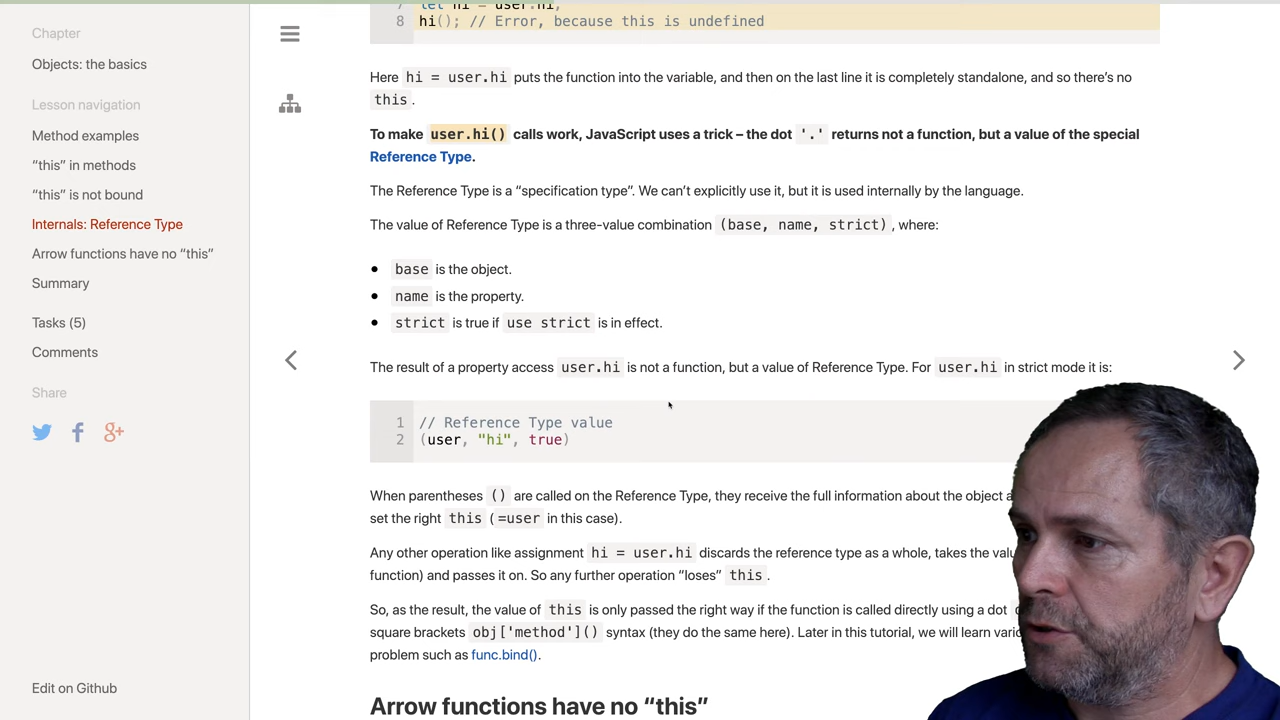 Chapter
Objects: the basics
Lesson navigation
Method examples
“this” in methods
“this” is not bound
Internals: Reference Type
Arrow functions have no “this”
Summary
Tasks (5)
Comments
Share
Edit on Github
7 let hi = user.hi;
8 hi(); // Error, because this is undefined
Here hi = user.hi puts the function into the variable, and then on the last line it is completely standalone, and so there’s no
this .
To make user.hi() calls work, JavaScript uses a trick – the dot '.' returns not a function, but a value of the special
Reference Type.
The Reference Type is a “specification type”. We can’t explicitly use it, but it is used internally by the language.
The value of Reference Type is a three-value combination (base, name, strict) , where:
● base is the object.
● name is the property.
● strict is true if use strict is in effect.
The result of a property access user.hi is not a function, but a value of Reference Type. For user.hi in strict mode it is:
1 // Reference Type value
2 (user, "hi", true)
When parentheses () are called on the Reference Type, they receive the full information about the object
set the right this (=user in this case).
Any other operation like assignment hi = user.hi discards the reference type as a whole, takes the
function) and passes it on. So any further operation “loses” this .
So, as the result, the value of this is only passed the right way if the function is called directly using a dot
square brackets obj['method']() syntax (they do the same here). Later in this tutorial, we will learn
problem such as func.bind().
Arrow functions have no “this”